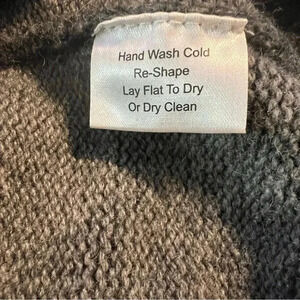 Hand Wash Cold
Re-Shape
Lay Flat To Dry
Or Dry Clean